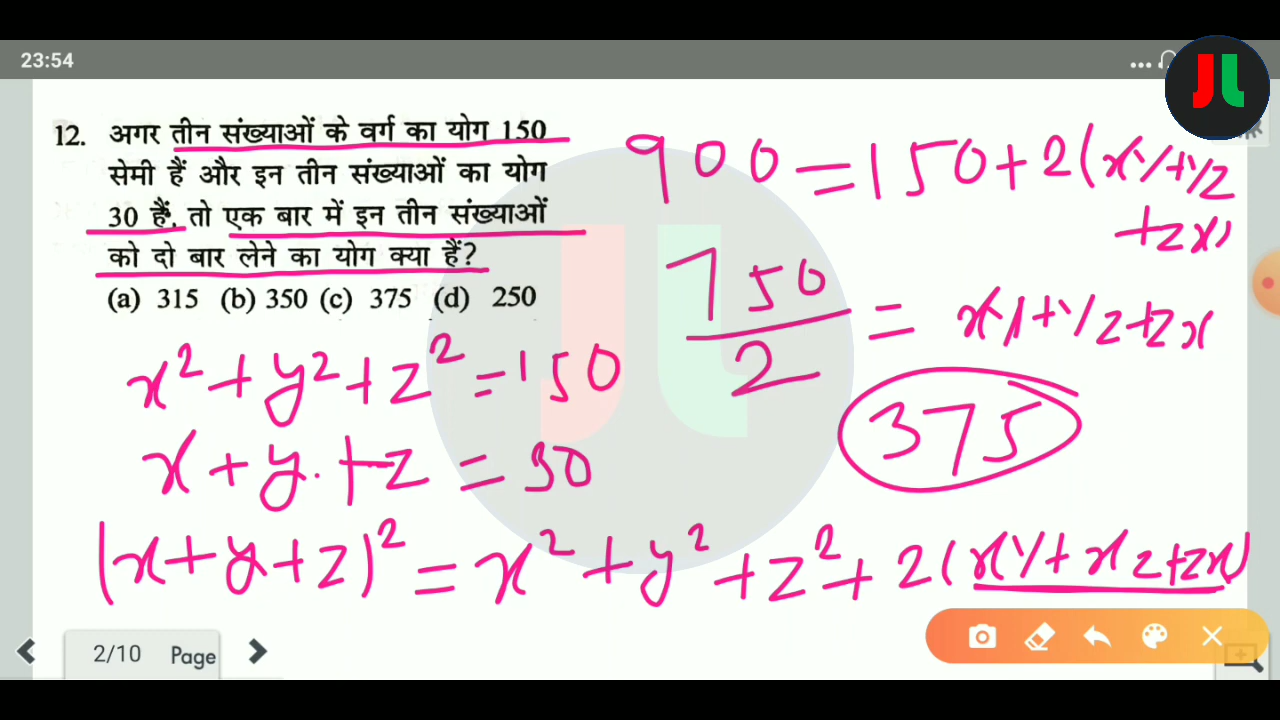 23:54
JL
12. अगर तीन संख्याओं के वर्ग का योग 150
सेमी हैं और इन तीन संख्याओं का योग
30 हैं, तो एक बार में इन तीन संख्याओं
को दो बार लेने का योग क्या हैं?
(a) 315 (b) 350 (c) 375 (d) 250
x² + y² + z² = 150
x + y + z = 30
(x+y+z)² = x² + y² + z² + 2(xy + xz + zx)
900 = 150 + 2(xy + yz
+ zx)
750/2 = xy + yz + zx
375
2/10 Page